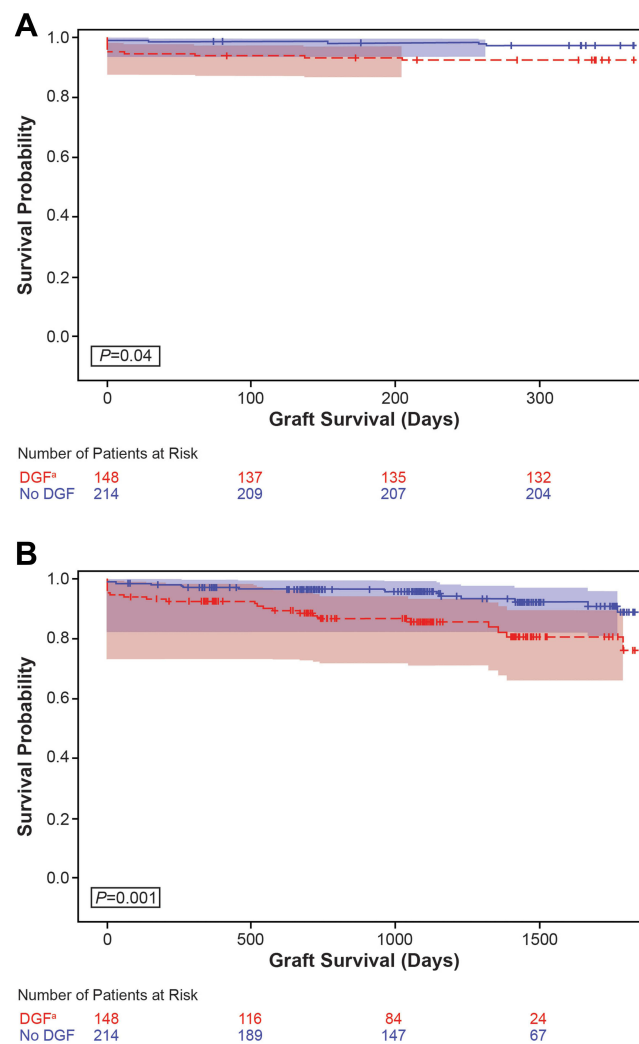 A
1.0
0.8
0.6
0.4
0.2
0.0
Survival Probability
P=0.04
0 100 200 300
Graft Survival (Days)
Number of Patients at Risk
DGFᵃ 148 137 135 132
No DGF 214 209 207 204
B
1.0
0.8
0.6
0.4
0.2
0.0
Survival Probability
P=0.001
0 500 1000 1500
Graft Survival (Days)
Number of Patients at Risk
DGFᵃ 148 116 84 24
No DGF 214 189 147 67